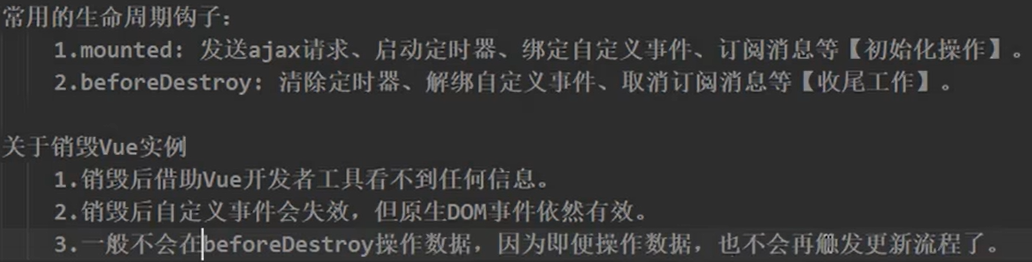 常用的生命周期钩子：
1.mounted: 发送ajax请求、启动定时器、绑定自定义事件、订阅消息等【初始化操作】。
2.beforeDestroy: 清除定时器、解绑自定义事件、取消订阅消息等【收尾工作】。
关于销毁Vue实例
1.销毁后借助Vue开发者工具看不到任何信息。
2.销毁后自定义事件会失效，但原生DOM事件依然有效。
3.一般不会在beforeDestroy操作数据，因为即便操作数据，也不会再触发更新流程了。